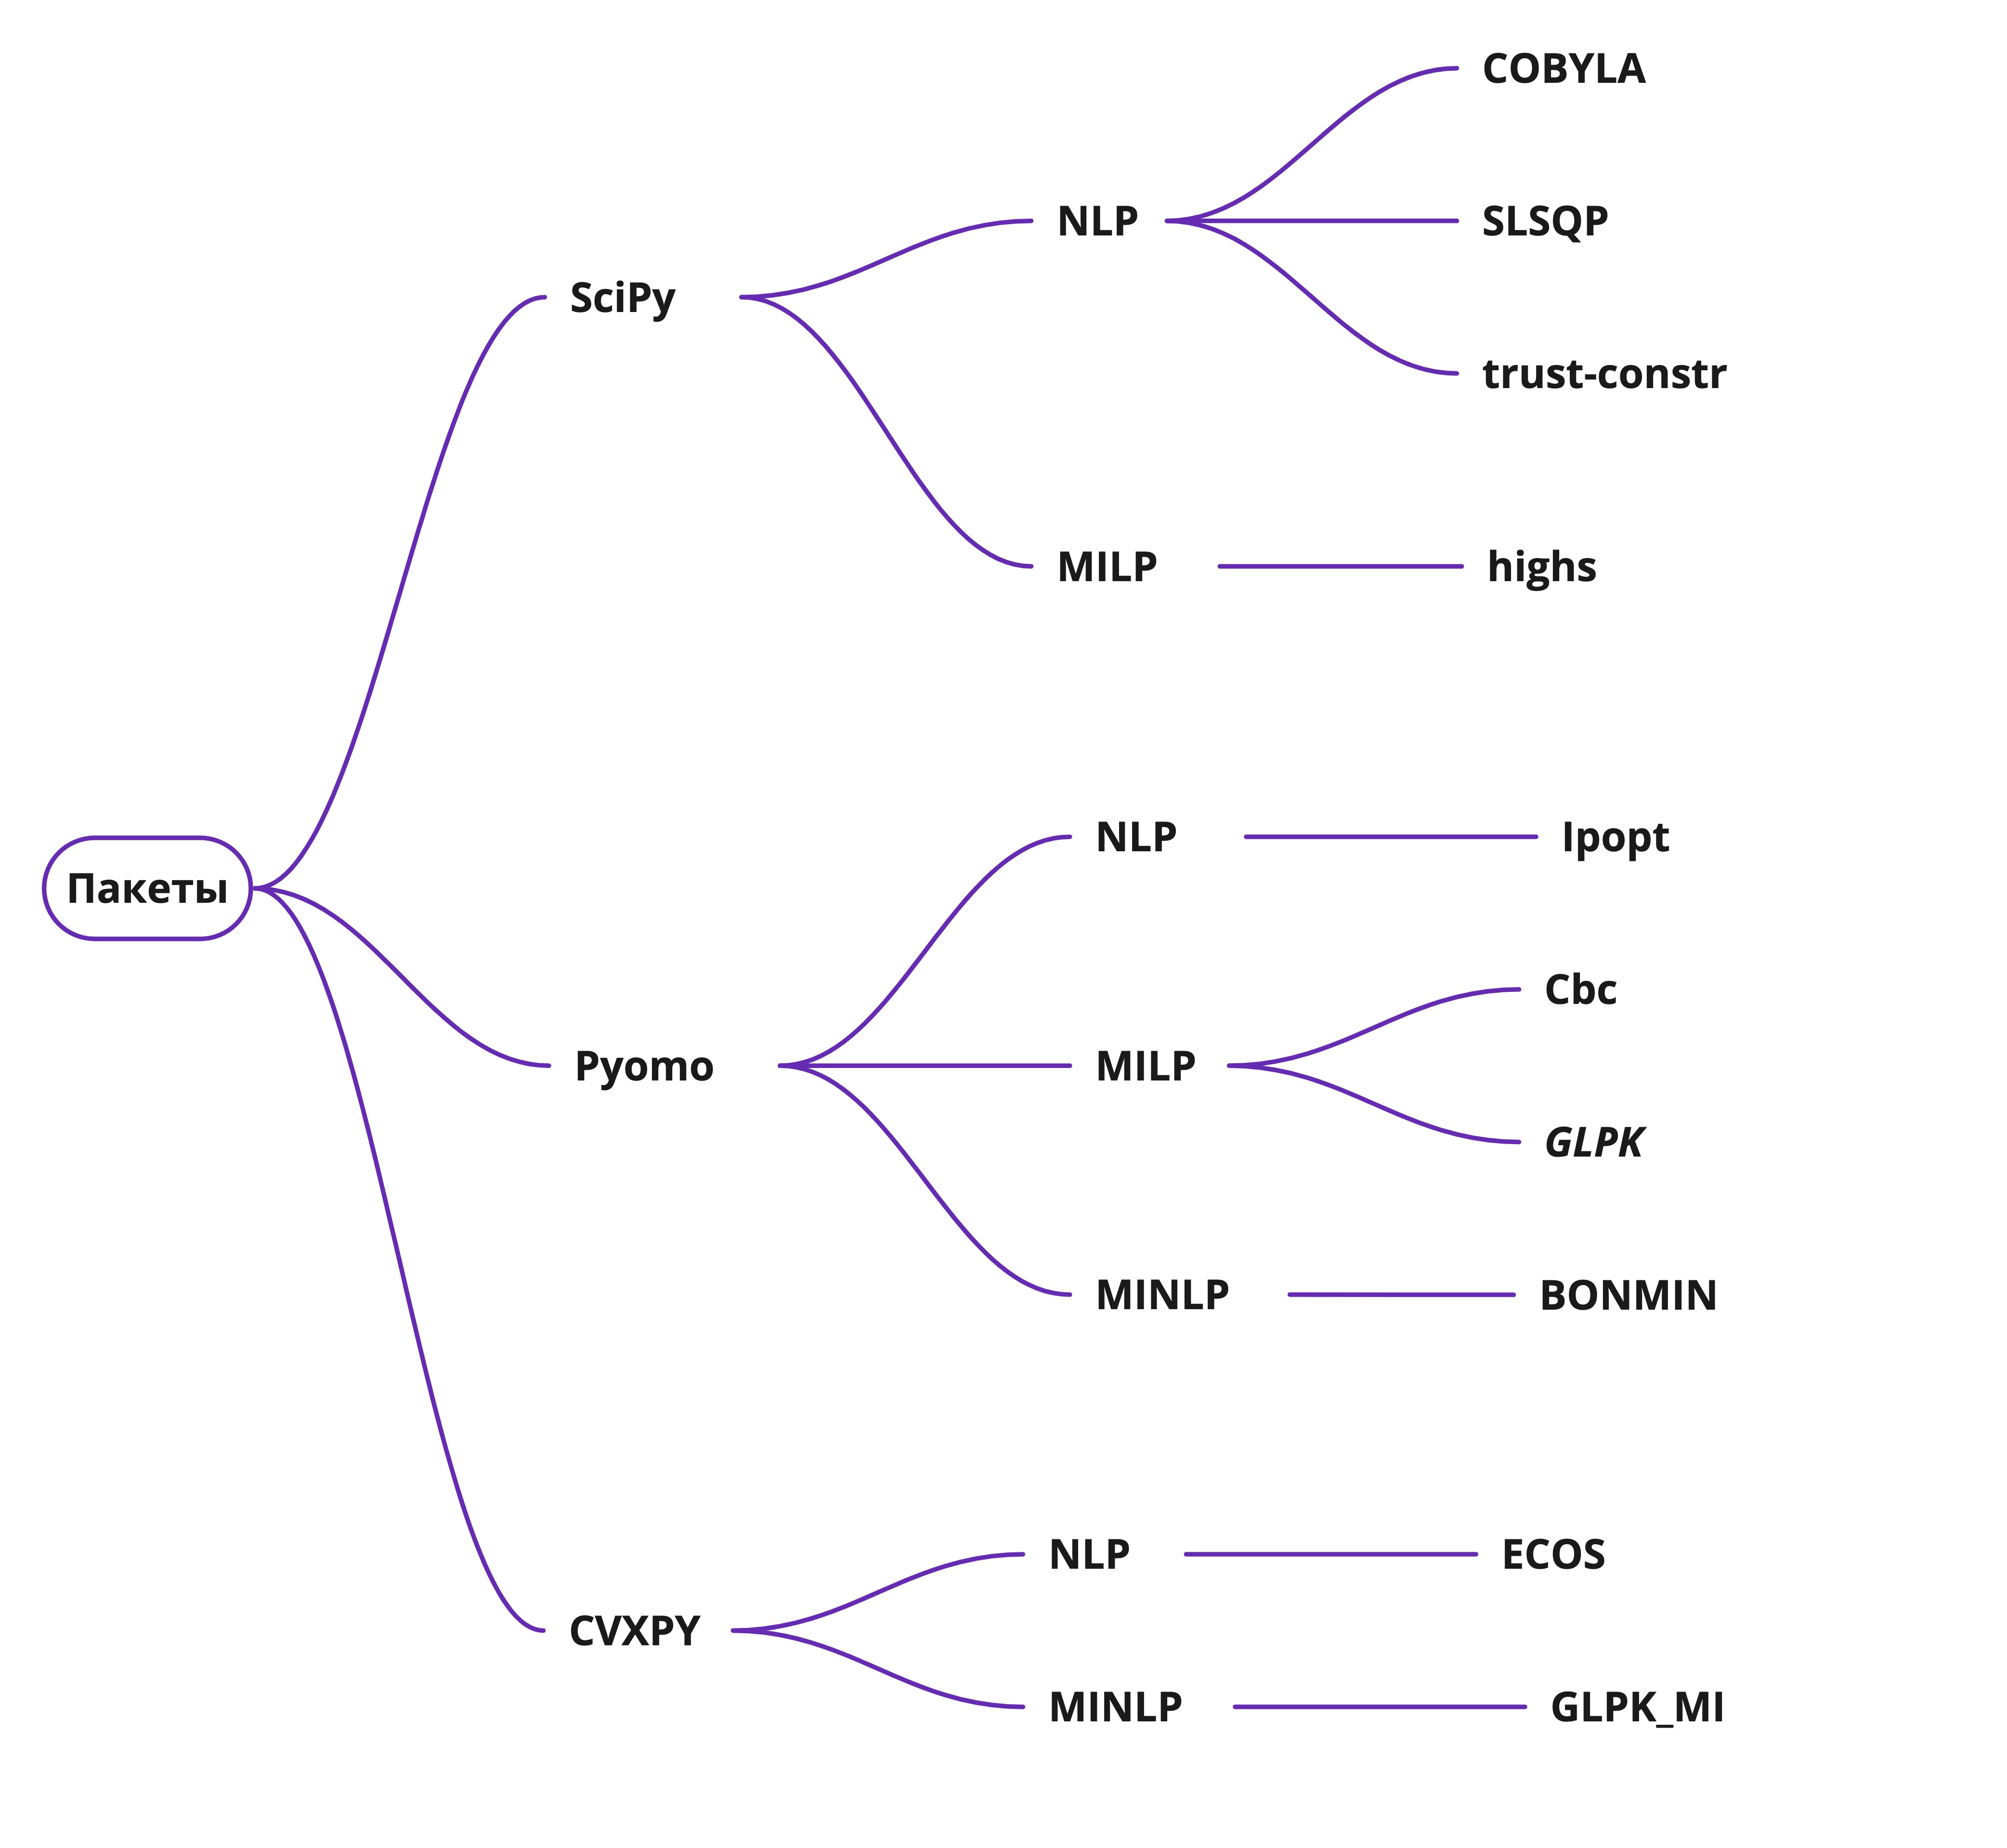 Пакеты
SciPy
NLP
COBYLA
SLSQP
trust-constr
MILP
highs
Pyomo
NLP
Ipopt
MILP
Cbc
GLPK
MINLP
BONMIN
CVXPY
NLP
ECOS
MINLP
GLPK_MI